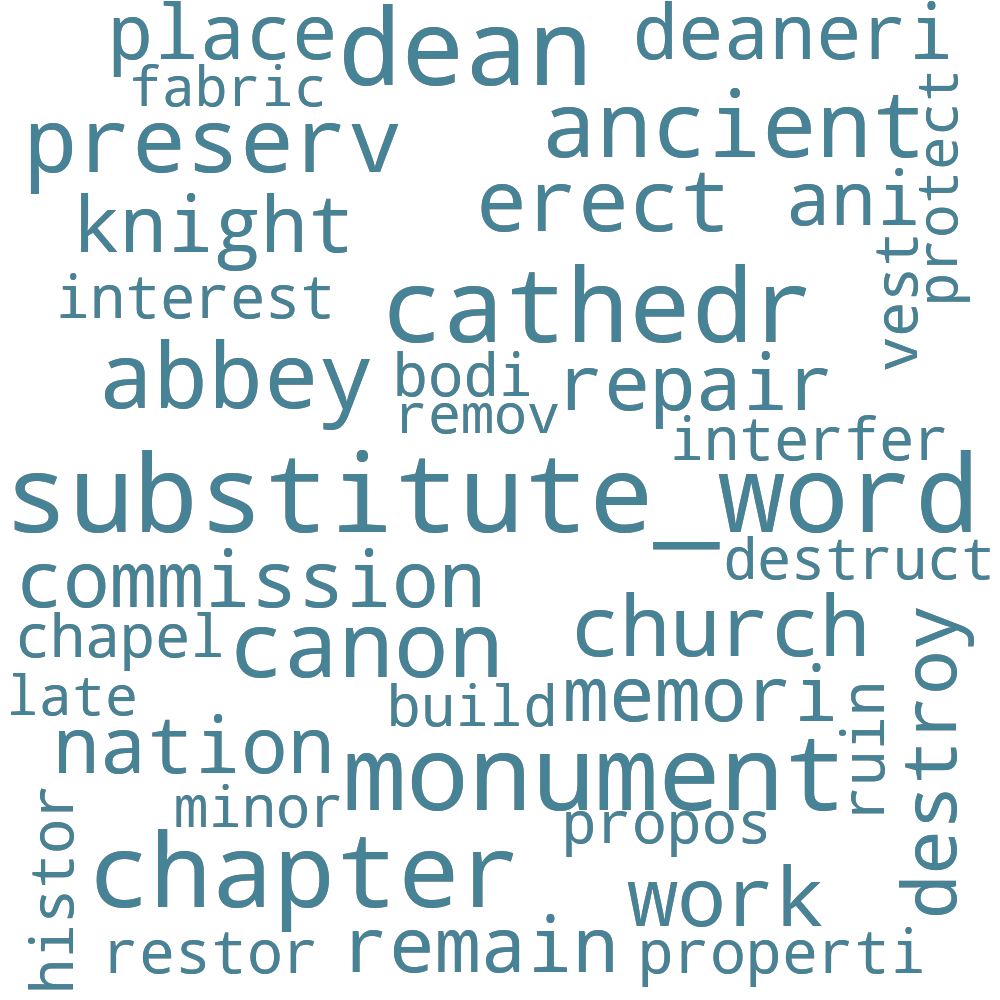 place
dean
deaneri
fabric
preserv
ancient
protect
knight
erect
ani
vesti
interest
cathedr
abbey
bodi
repair
remov
interfer
substitute_word
destruct
commission
church
chapel
canon
destroy
late
build
memori
nation
monument
ruin
minor
propos
histor
chapter
work
restor
remain
properti